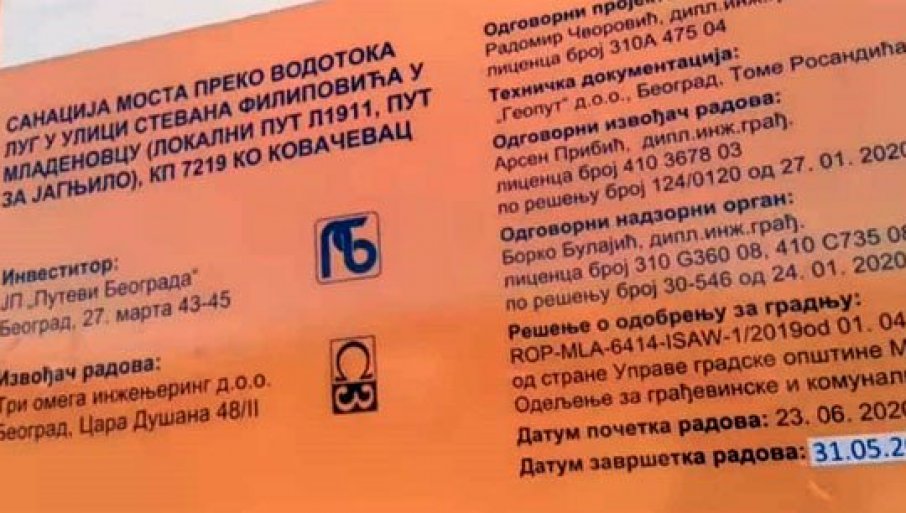 САНАЦИЈА МОСТА ПРЕКО ВОДОТОКА
ЛУГ У УЛИЦИ СТЕВАНА ФИЛИПОВИЋА У
МЛАДЕНОВЦУ (ЛОКАЛНИ ПУТ Л1911, ПУТ
ЗА ЈАГЊИЛО), КП 7219 КО КОВАЧЕВАЦ
Инвеститор:
ЈП „Путеви Београда"
Београд, 27. марта 43-45
ПБ
Извођач радова:
Три омега инжењеринг д.о.о.
Београд, Цара Душана 48/II
Ω3
Одговорни
Радомир Чворовић, дипл.инж.
лиценца број 310А 475 04
Техничка документација:
„Геопут" д.о.о., Београд, Томе Росандића
Одговорни извођач радова:
Арсен Прибић, дипл.инж.грађ.
лиценца број 410 3678 03
по решењу број 124/0120 од 27. 01. 2020
Одговорни надзорни орган:
Борко Булајић, дипл.инж.грађ.
лиценца број 310 G360 08, 410 C735 08
по решењу број 30-546 од 24. 01. 2020
Решење о одобрењу за градњу:
ROP-MLA-6414-ISAW-1/2019od 01. 04
од стране Управе градске општине М
Одељење за грађевинске и
Датум почетка радова: 23. 06. 2020
Датум завршетка радова: 31.05.2